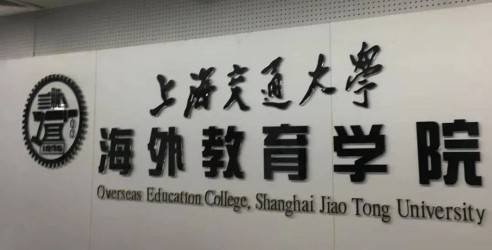 上海交通大學
海外教育学院
Overseas Education College, Shanghai Jiao Tong University
1896